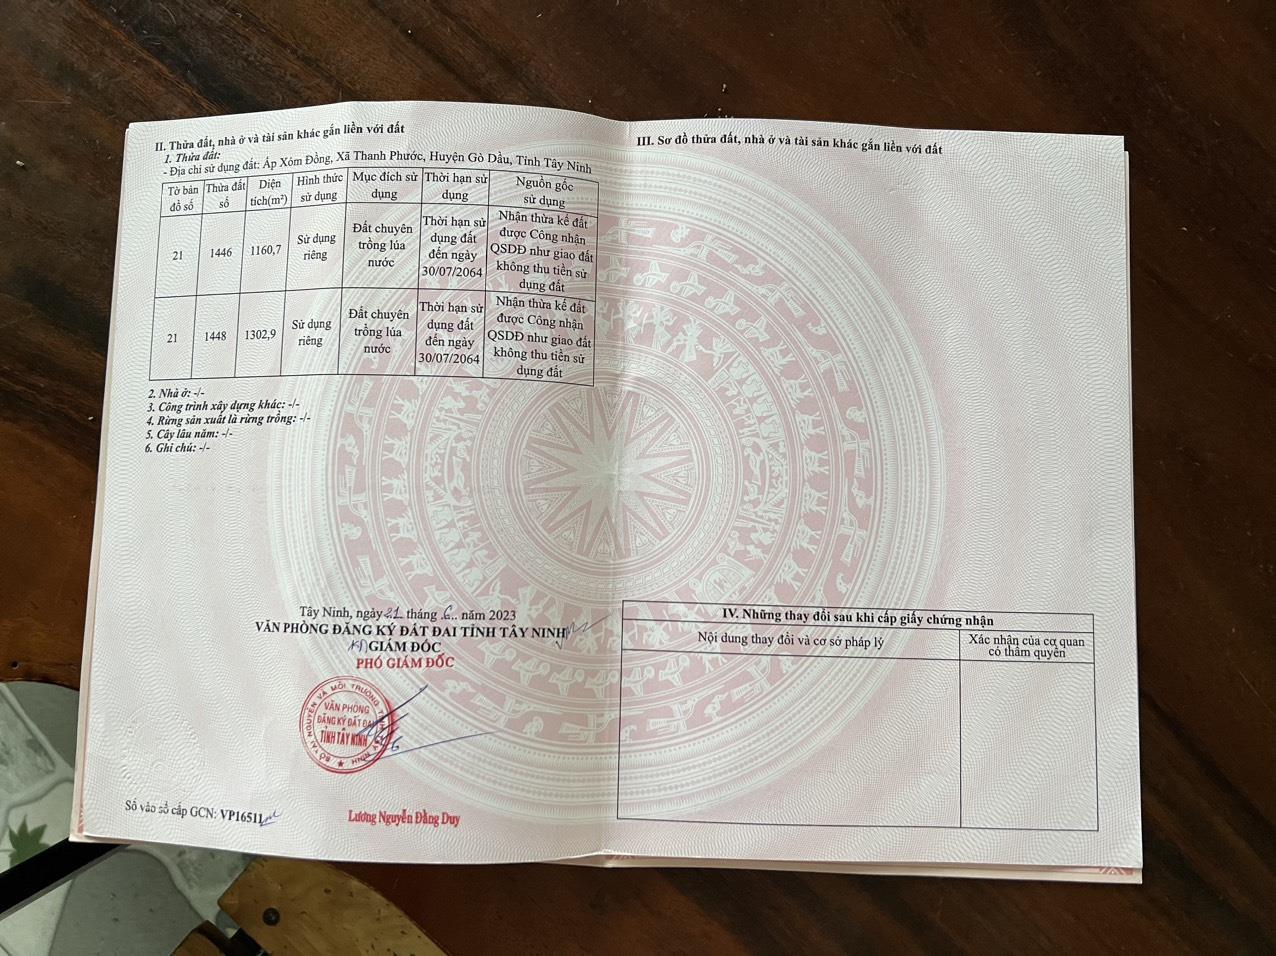 II. Thửa đất, nhà ở và tài sản khác gắn liền với đất
1. Thửa đất:
- Địa chỉ sử dụng đất: Ấp Xóm Đồng, Xã Thanh Phước, Huyện Gò Dầu, Tỉnh Tây Ninh
Tờ bản đồ số
Thửa đất số
Diện tích(m²)
Hình thức sử dụng
Mục đích sử dụng
Thời hạn sử dụng
Nguồn gốc sử dụng
21
1446
1160,7
Sử dụng riêng
Đất chuyên trồng lúa nước
Thời hạn sử dụng đất đến ngày 30/07/2064
Nhận thừa kế đất được Công nhận QSDĐ như giao đất không thu tiền sử dụng đất
21
1448
1302,9
Sử dụng riêng
Đất chuyên trồng lúa nước
Thời hạn sử dụng đất đến ngày 30/07/2064
Nhận thừa kế đất được Công nhận QSDĐ như giao đất không thu tiền sử dụng đất
2. Nhà ở: -/-
3. Công trình xây dựng khác: -/-
4. Rừng sản xuất là rừng trồng: -/-
5. Cây lâu năm: -/-
6. Ghi chú: -/-
Tây Ninh, ngày 21 tháng 6 năm 2023
VĂN PHÒNG ĐĂNG KÝ ĐẤT ĐAI TỈNH TÂY NINH
GIÁM ĐỐC
PHÓ GIÁM ĐỐC
VĂN PHÒNG
ĐĂNG KÝ ĐẤT ĐAI
TỈNH TÂY NINH
Lương Nguyễn Đằng Duy
Số vào sổ cấp GCN: VP16511
III. Sơ đồ thửa đất, nhà ở và tài sản khác gắn liền với đất
IV. Những thay đổi sau khi cấp giấy chứng nhận
Nội dung thay đổi và cơ sở pháp lý
Xác nhận của cơ quan
có thẩm quyền